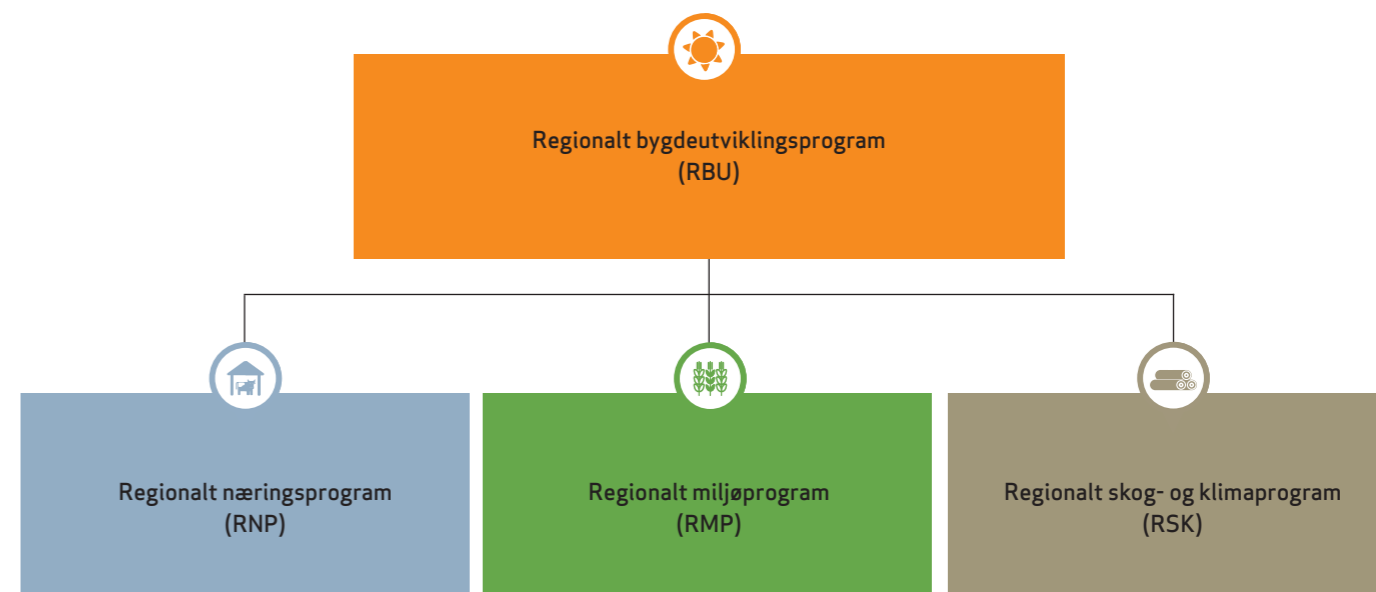 Regionalt bygdeutviklingsprogram
(RBU)
Regionalt næringsprogram
(RNP)
Regionalt miljøprogram
(RMP)
Regionalt skog- og klimaprogram
(RSK)